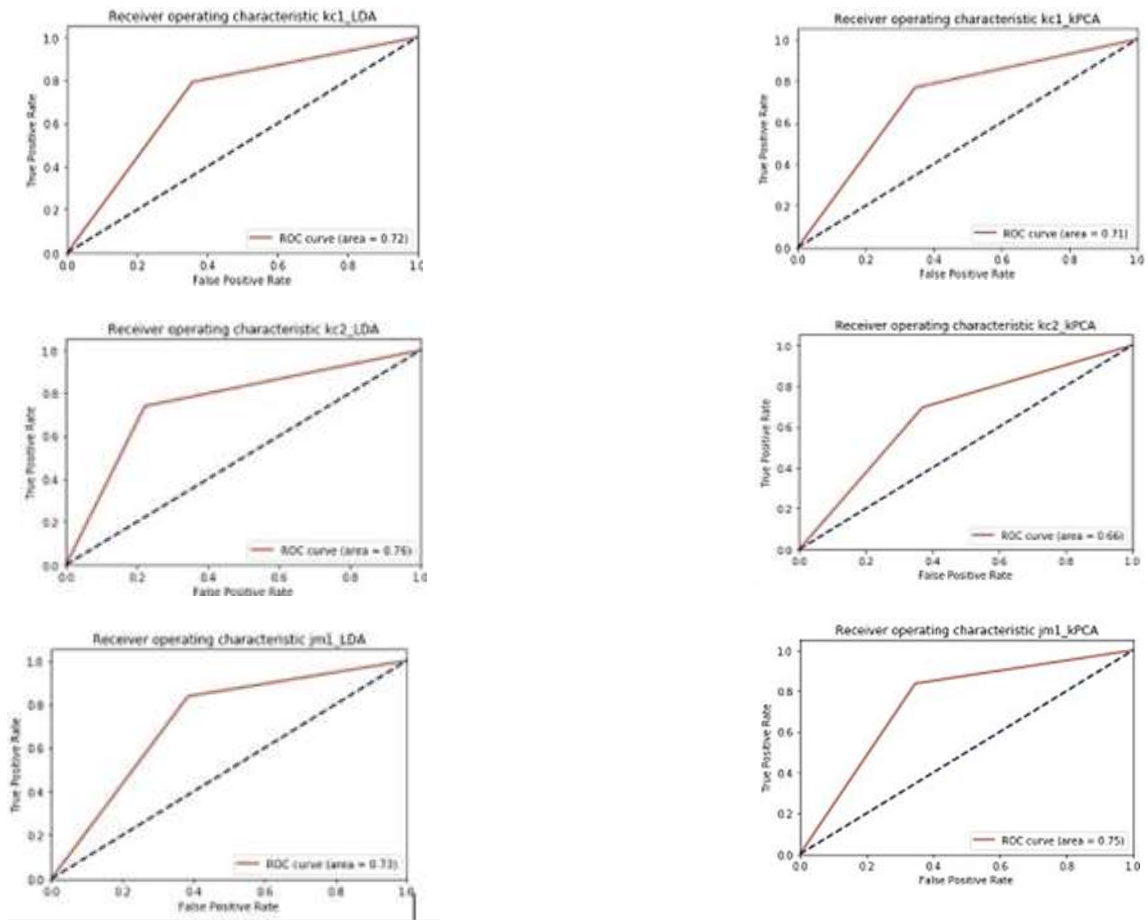 Receiver operating characteristic kc1_LDA
1.0
0.8
0.6
0.4
0.2
0.0
True Positive Rate
ROC curve (area = 0.72)
0.0 0.2 0.4 0.6 0.8 1.0
False Positive Rate
Receiver operating characteristic kc1_kPCA
1.0
0.8
0.6
0.4
0.2
0.0
True Positive Rate
ROC curve (area = 0.71)
0.0 0.2 0.4 0.6 0.8 1.0
False Positive Rate
Receiver operating characteristic kc2_LDA
1.0
0.8
0.6
0.4
0.2
0.0
True Positive Rate
ROC curve (area = 0.76)
0.0 0.2 0.4 0.6 0.8 1.0
False Positive Rate
Receiver operating characteristic kc2_kPCA
1.0
0.8
0.6
0.4
0.2
0.0
True Positive Rate
ROC curve (area = 0.66)
0.0 0.2 0.4 0.6 0.8 1.0
False Positive Rate
Receiver operating characteristic jm1_LDA
1.0
0.8
0.6
0.4
0.2
0.0
True Positive Rate
ROC curve (area = 0.73)
0.0 0.2 0.4 0.6 0.8 1.0
False Positive Rate
Receiver operating characteristic jm1_kPCA
1.0
0.8
0.6
0.4
0.2
0.0
True Positive Rate
ROC curve (area = 0.75)
0.0 0.2 0.4 0.6 0.8 1.0
False Positive Rate